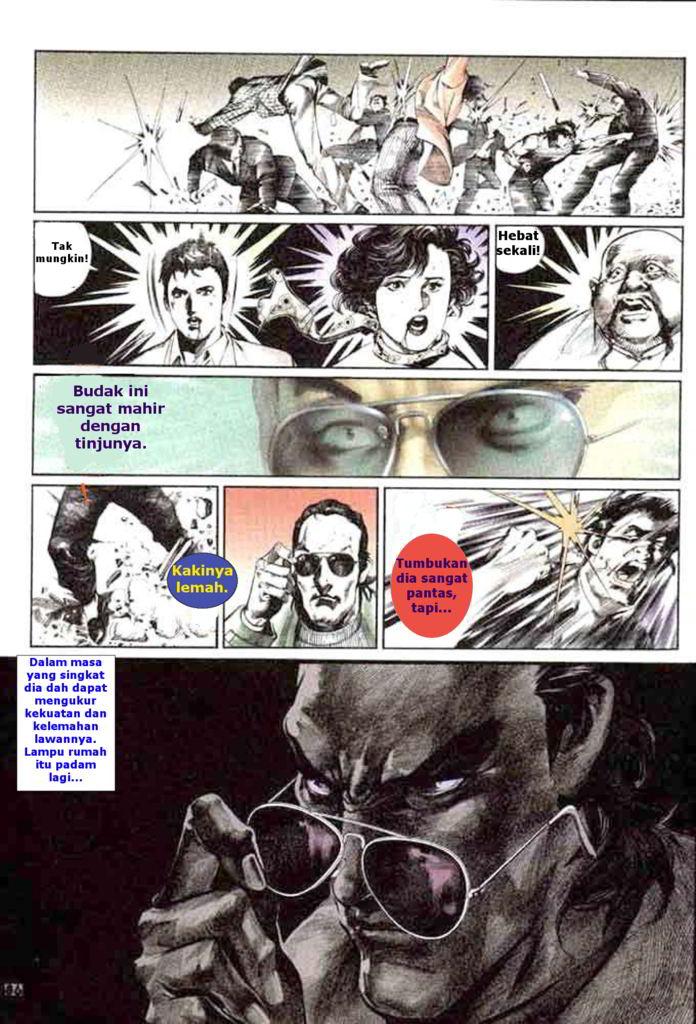 Tak
mungkin!
Hebat
sekali!
Budak ini
sangat mahir
dengan
tinjunya.
Kakinya
lemah.
Tumbukan
dia sangat
pantas,
tapi...
Dalam masa
yang singkat
dia dah dapat
mengukur
kekuatan dan
kelemahan
lawannya.
Lampu rumah
itu padam
lagi...